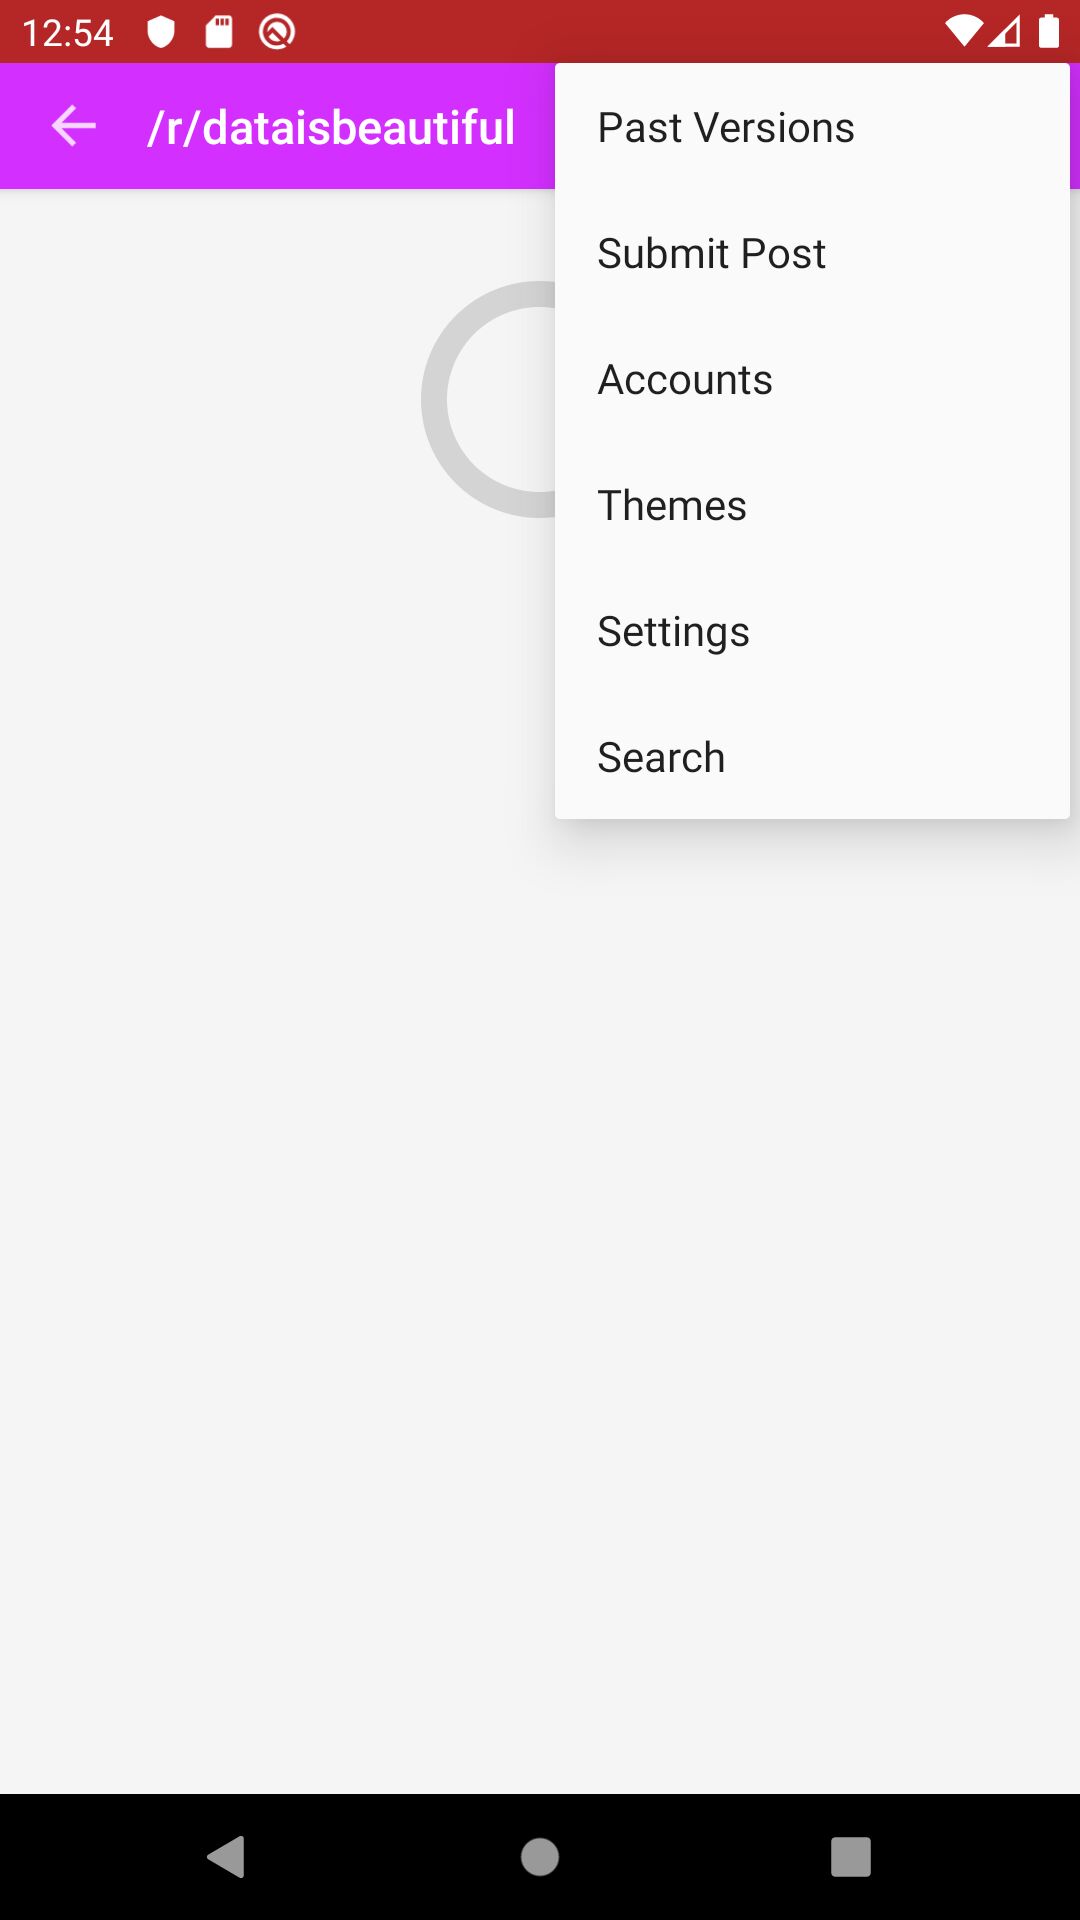 12:54
/r/dataisbeautiful
Past Versions
Submit Post
Accounts
Themes
Settings
Search